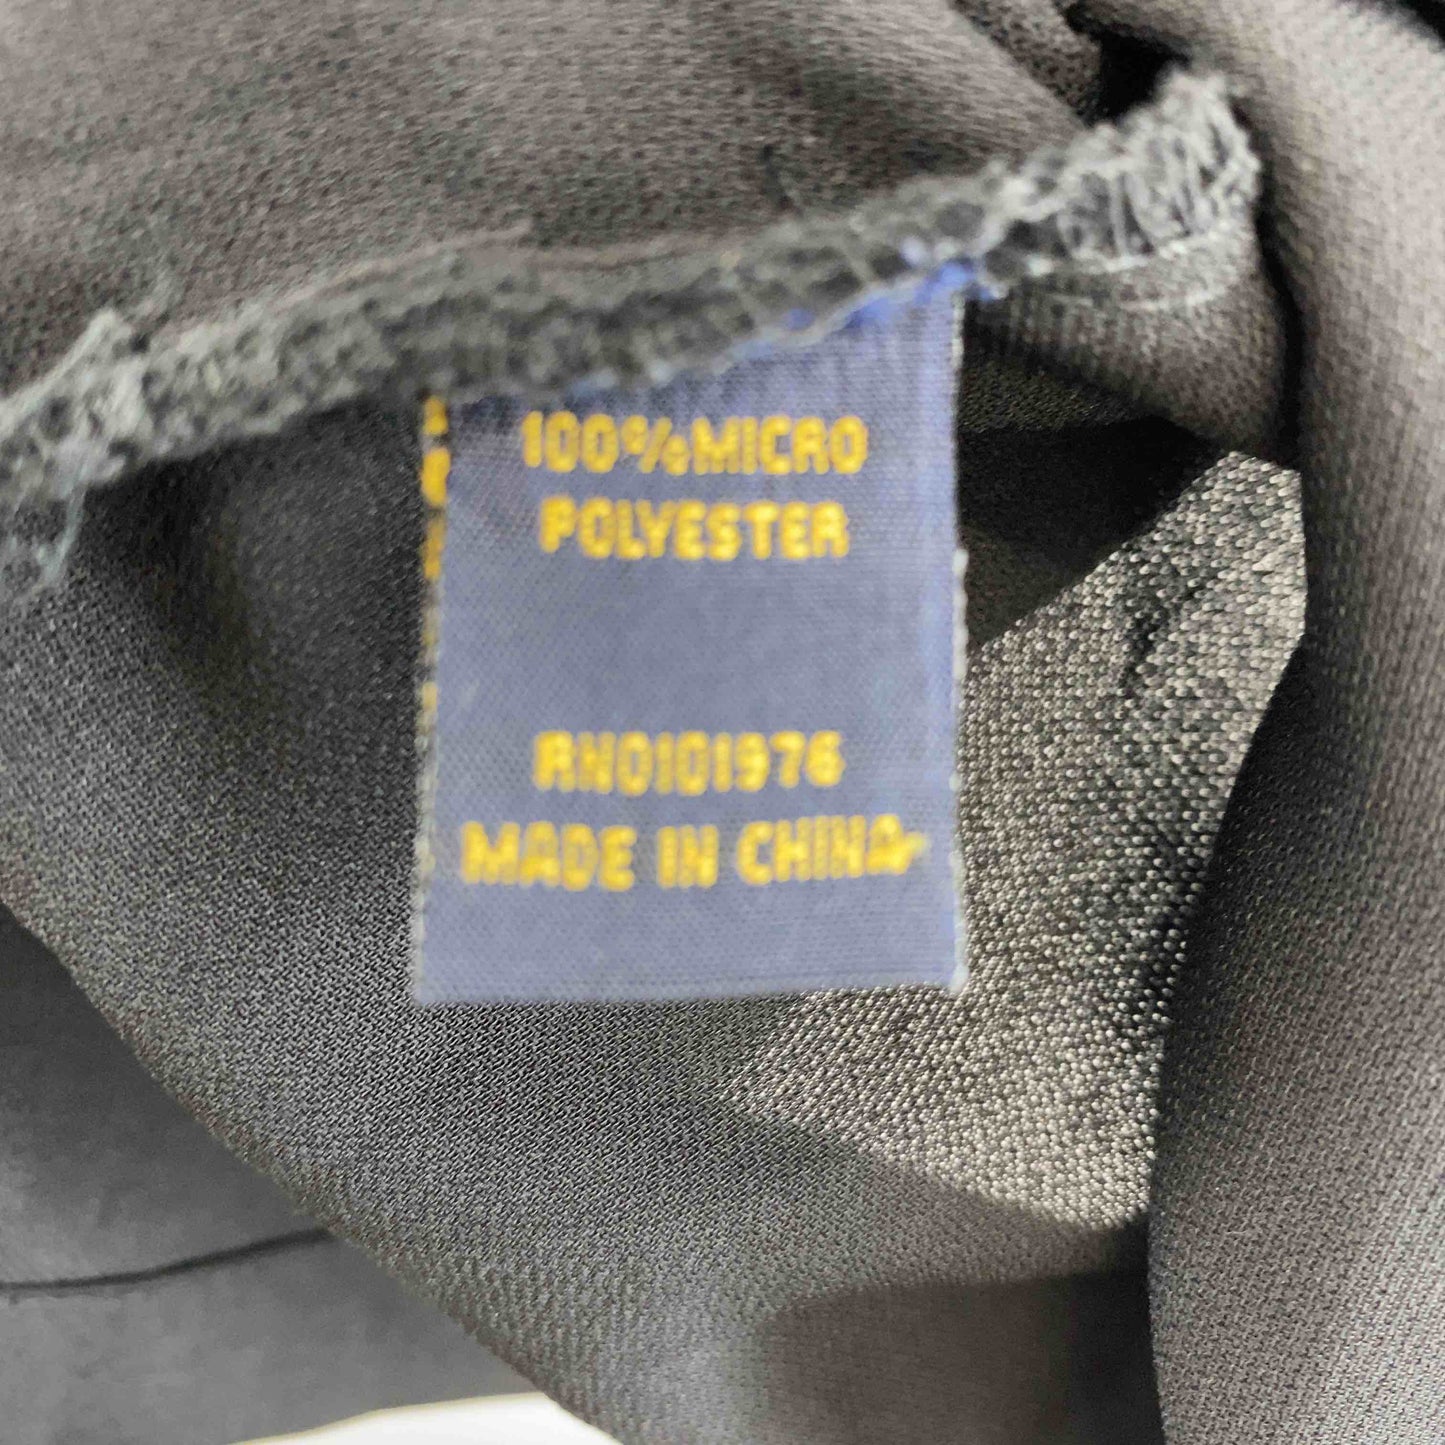 100%MICRO
POLYESTER
RN0101976
MADE IN CHINA